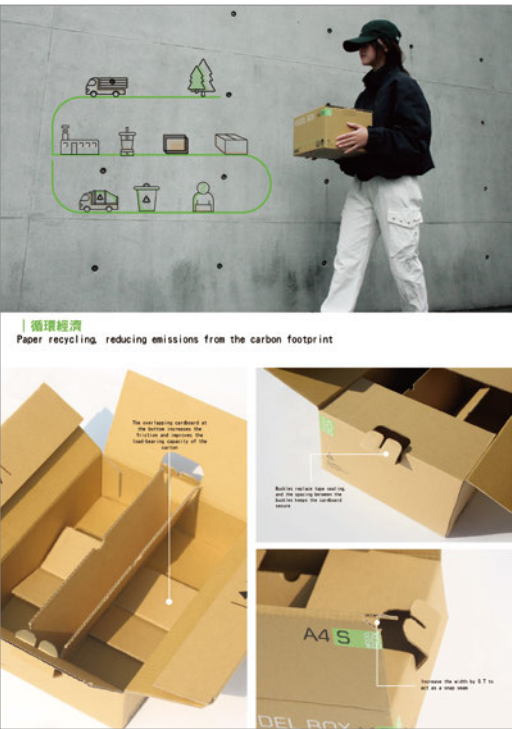 循環經濟
Paper recycling, reducing emissions from the carbon footprint
The overlapping cardboard at
the bottom increases the
friction and improves the
load-bearing capacity of the
carton
Buckles replace tape sealing,
and the spacing between the
buckles keeps the cardboard
secure
A4 S
Increase the width by 0.7 to
act as a snap seam
DEL BOX